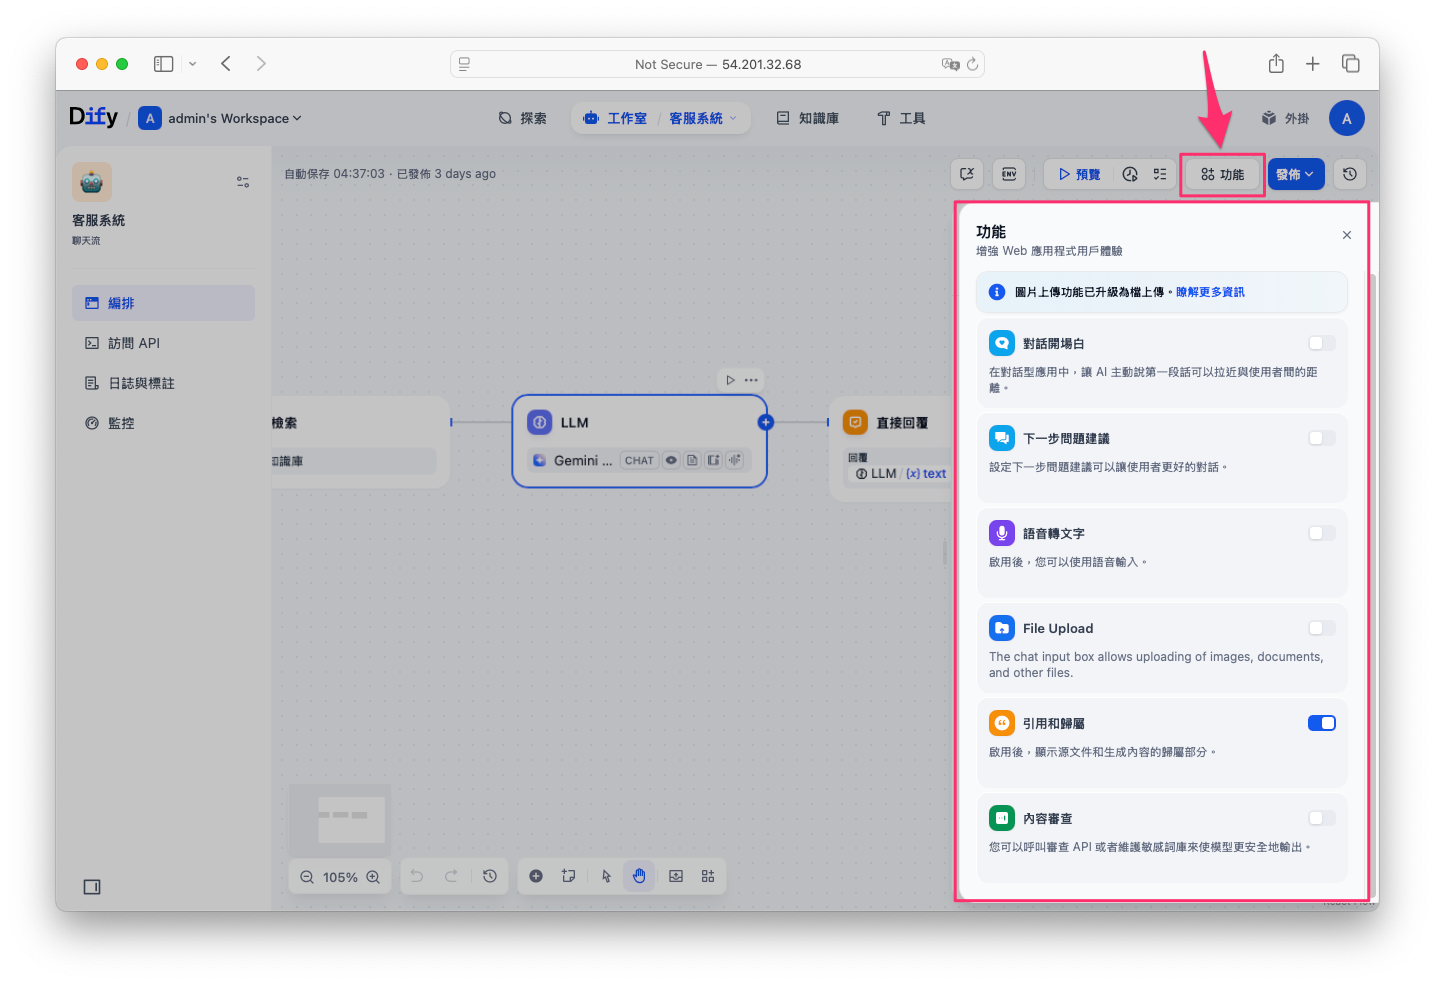 Not Secure — 54.201.32.68
Dify / A admin's Workspace
探索
工作室 / 客服系統
知識庫
工具
外掛
A
客服系統
聊天流
編排
訪問 API
日誌與標註
監控
自動保存 04:37:03 · 已發佈 3 days ago
ENV
預覽
功能
發佈
檢索
知識庫
LLM
Gemini ... CHAT
直接回覆
回覆
LLM / {x} text
105%
功能
增強 Web 應用程式用戶體驗
圖片上傳功能已升級為檔上傳。瞭解更多資訊
對話開場白
在對話型應用中，讓 AI 主動說第一段話可以拉近與使用者間的距
離。
下一步問題建議
設定下一步問題建議可以讓使用者更好的對話。
語音轉文字
啟用後，您可以使用語音輸入。
File Upload
The chat input box allows uploading of images, documents,
and other files.
引用和歸屬
啟用後，顯示源文件和生成內容的歸屬部分。
內容審查
您可以呼叫審查 API 或者維護敏感詞庫來使模型更安全地輸出。
React Flow